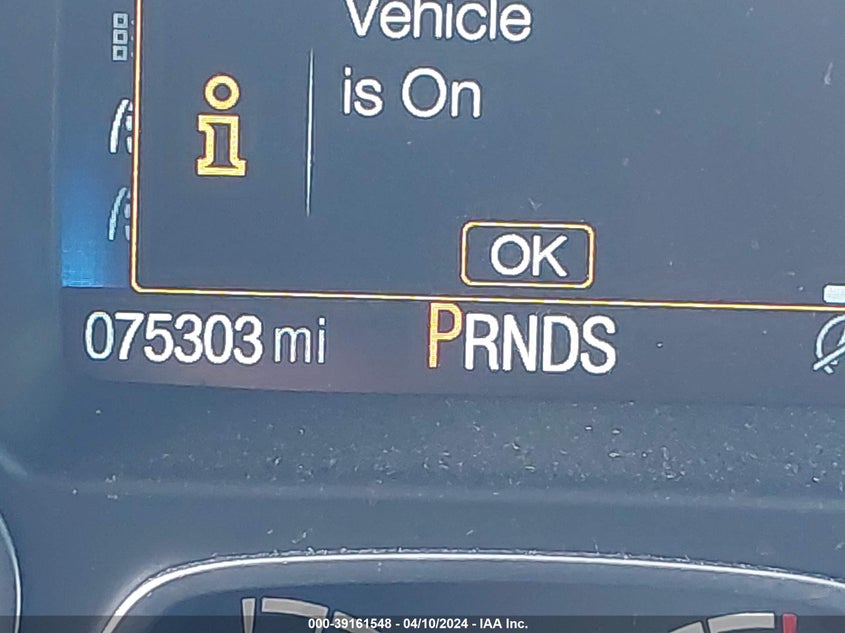 Vehicle
is On
OK
075303 mi PRNDS
000-39161548 - 04/10/2024 - IAA Inc.